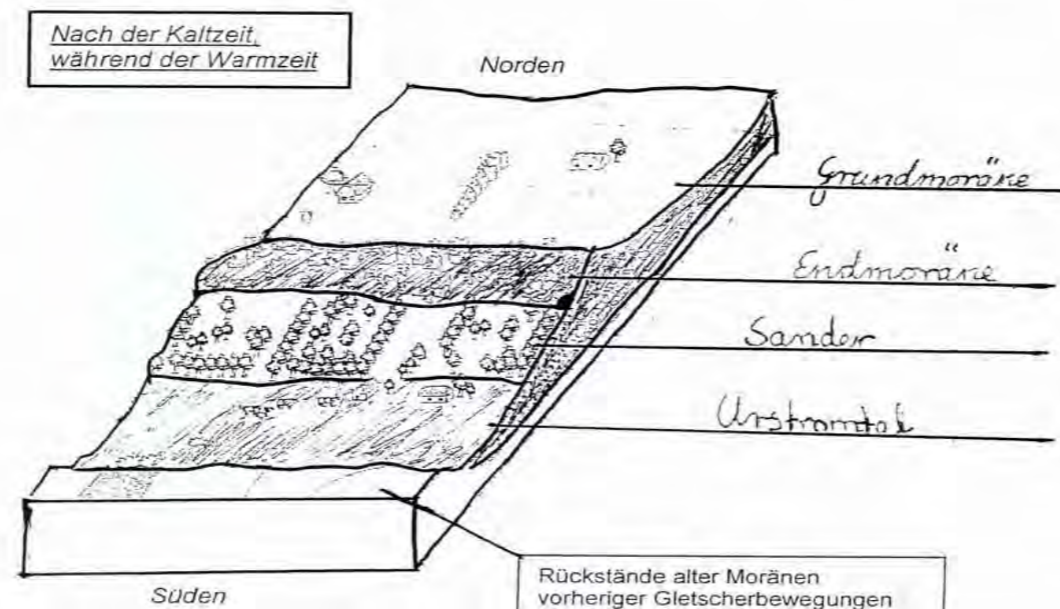 Nach der Kaltzeit,
während der Warmzeit
Norden
Grundmoräne
Endmoräne
Sander
Urstromtal
Rückstände alter Moränen
vorheriger Gletscherbewegungen
Süden